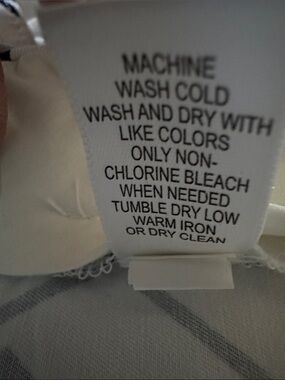 MACHINE
WASH COLD
WASH AND DRY WITH
LIKE COLORS
ONLY NON-
CHLORINE BLEACH
WHEN NEEDED
TUMBLE DRY LOW
WARM IRON
OR DRY CLEAN